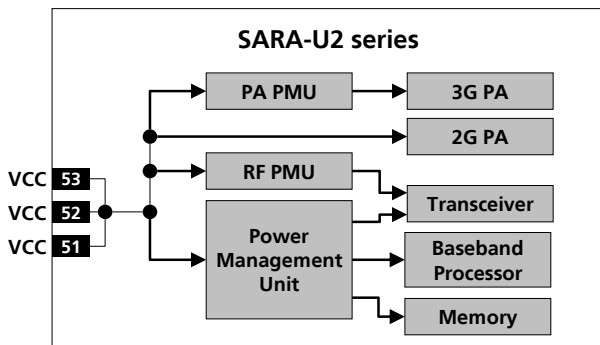 SARA-U2 series
PA PMU
3G PA
2G PA
VCC 53
RF PMU
VCC 52
Transceiver
VCC 51
Power
Management
Unit
Baseband
Processor
Memory